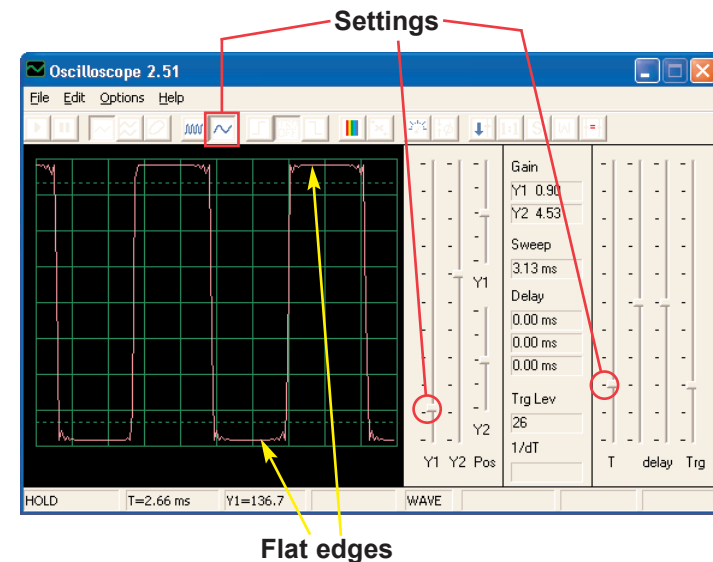 Settings
Oscilloscope 2.51
File Edit Options Help
Gain
Y1 0.90
Y2 4.53
Sweep
3.13 ms
Delay
0.00 ms
0.00 ms
0.00 ms
Trg Lev
26
1/dT
Y1
Y2
Y1 Y2 Pos
T delay Trg
HOLD T=2.66 ms Y1=136.7 WAVE
Flat edges